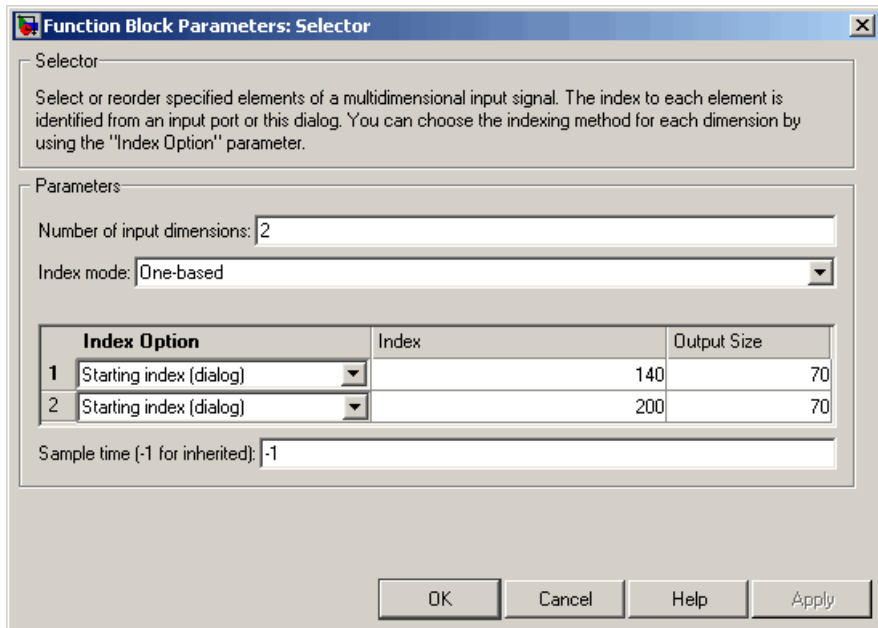 Function Block Parameters: Selector
Selector
Select or reorder specified elements of a multidimensional input signal. The index to each element is
identified from an input port or this dialog. You can choose the indexing method for each dimension by
using the "Index Option" parameter.
Parameters
Number of input dimensions: 2
Index mode: One-based
Index Option Index Output Size
1 Starting index (dialog) 140 70
2 Starting index (dialog) 200 70
Sample time (-1 for inherited): -1
OK Cancel Help Apply